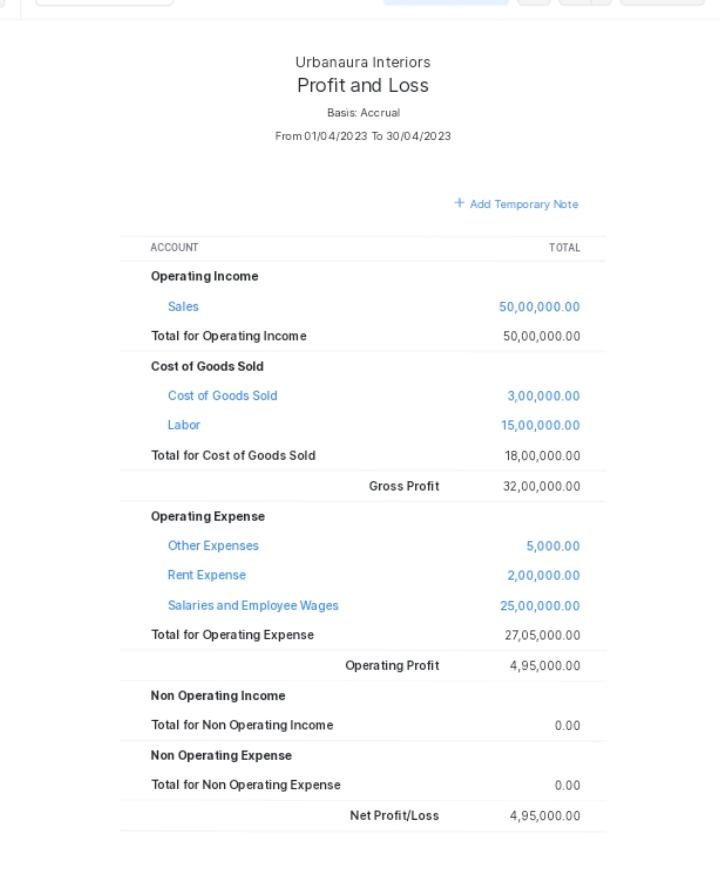 Urbanaura Interiors
Profit and Loss
Basis: Accrual
From 01/04/2023 To 30/04/2023
+ Add Temporary Note
ACCOUNT TOTAL
Operating Income
Sales 50,00,000.00
Total for Operating Income 50,00,000.00
Cost of Goods Sold
Cost of Goods Sold 3,00,000.00
Labor 15,00,000.00
Total for Cost of Goods Sold 18,00,000.00
Gross Profit 32,00,000.00
Operating Expense
Other Expenses 5,000.00
Rent Expense 2,00,000.00
Salaries and Employee Wages 25,00,000.00
Total for Operating Expense 27,05,000.00
Operating Profit 4,95,000.00
Non Operating Income
Total for Non Operating Income 0.00
Non Operating Expense
Total for Non Operating Expense 0.00
Net Profit/Loss 4,95,000.00